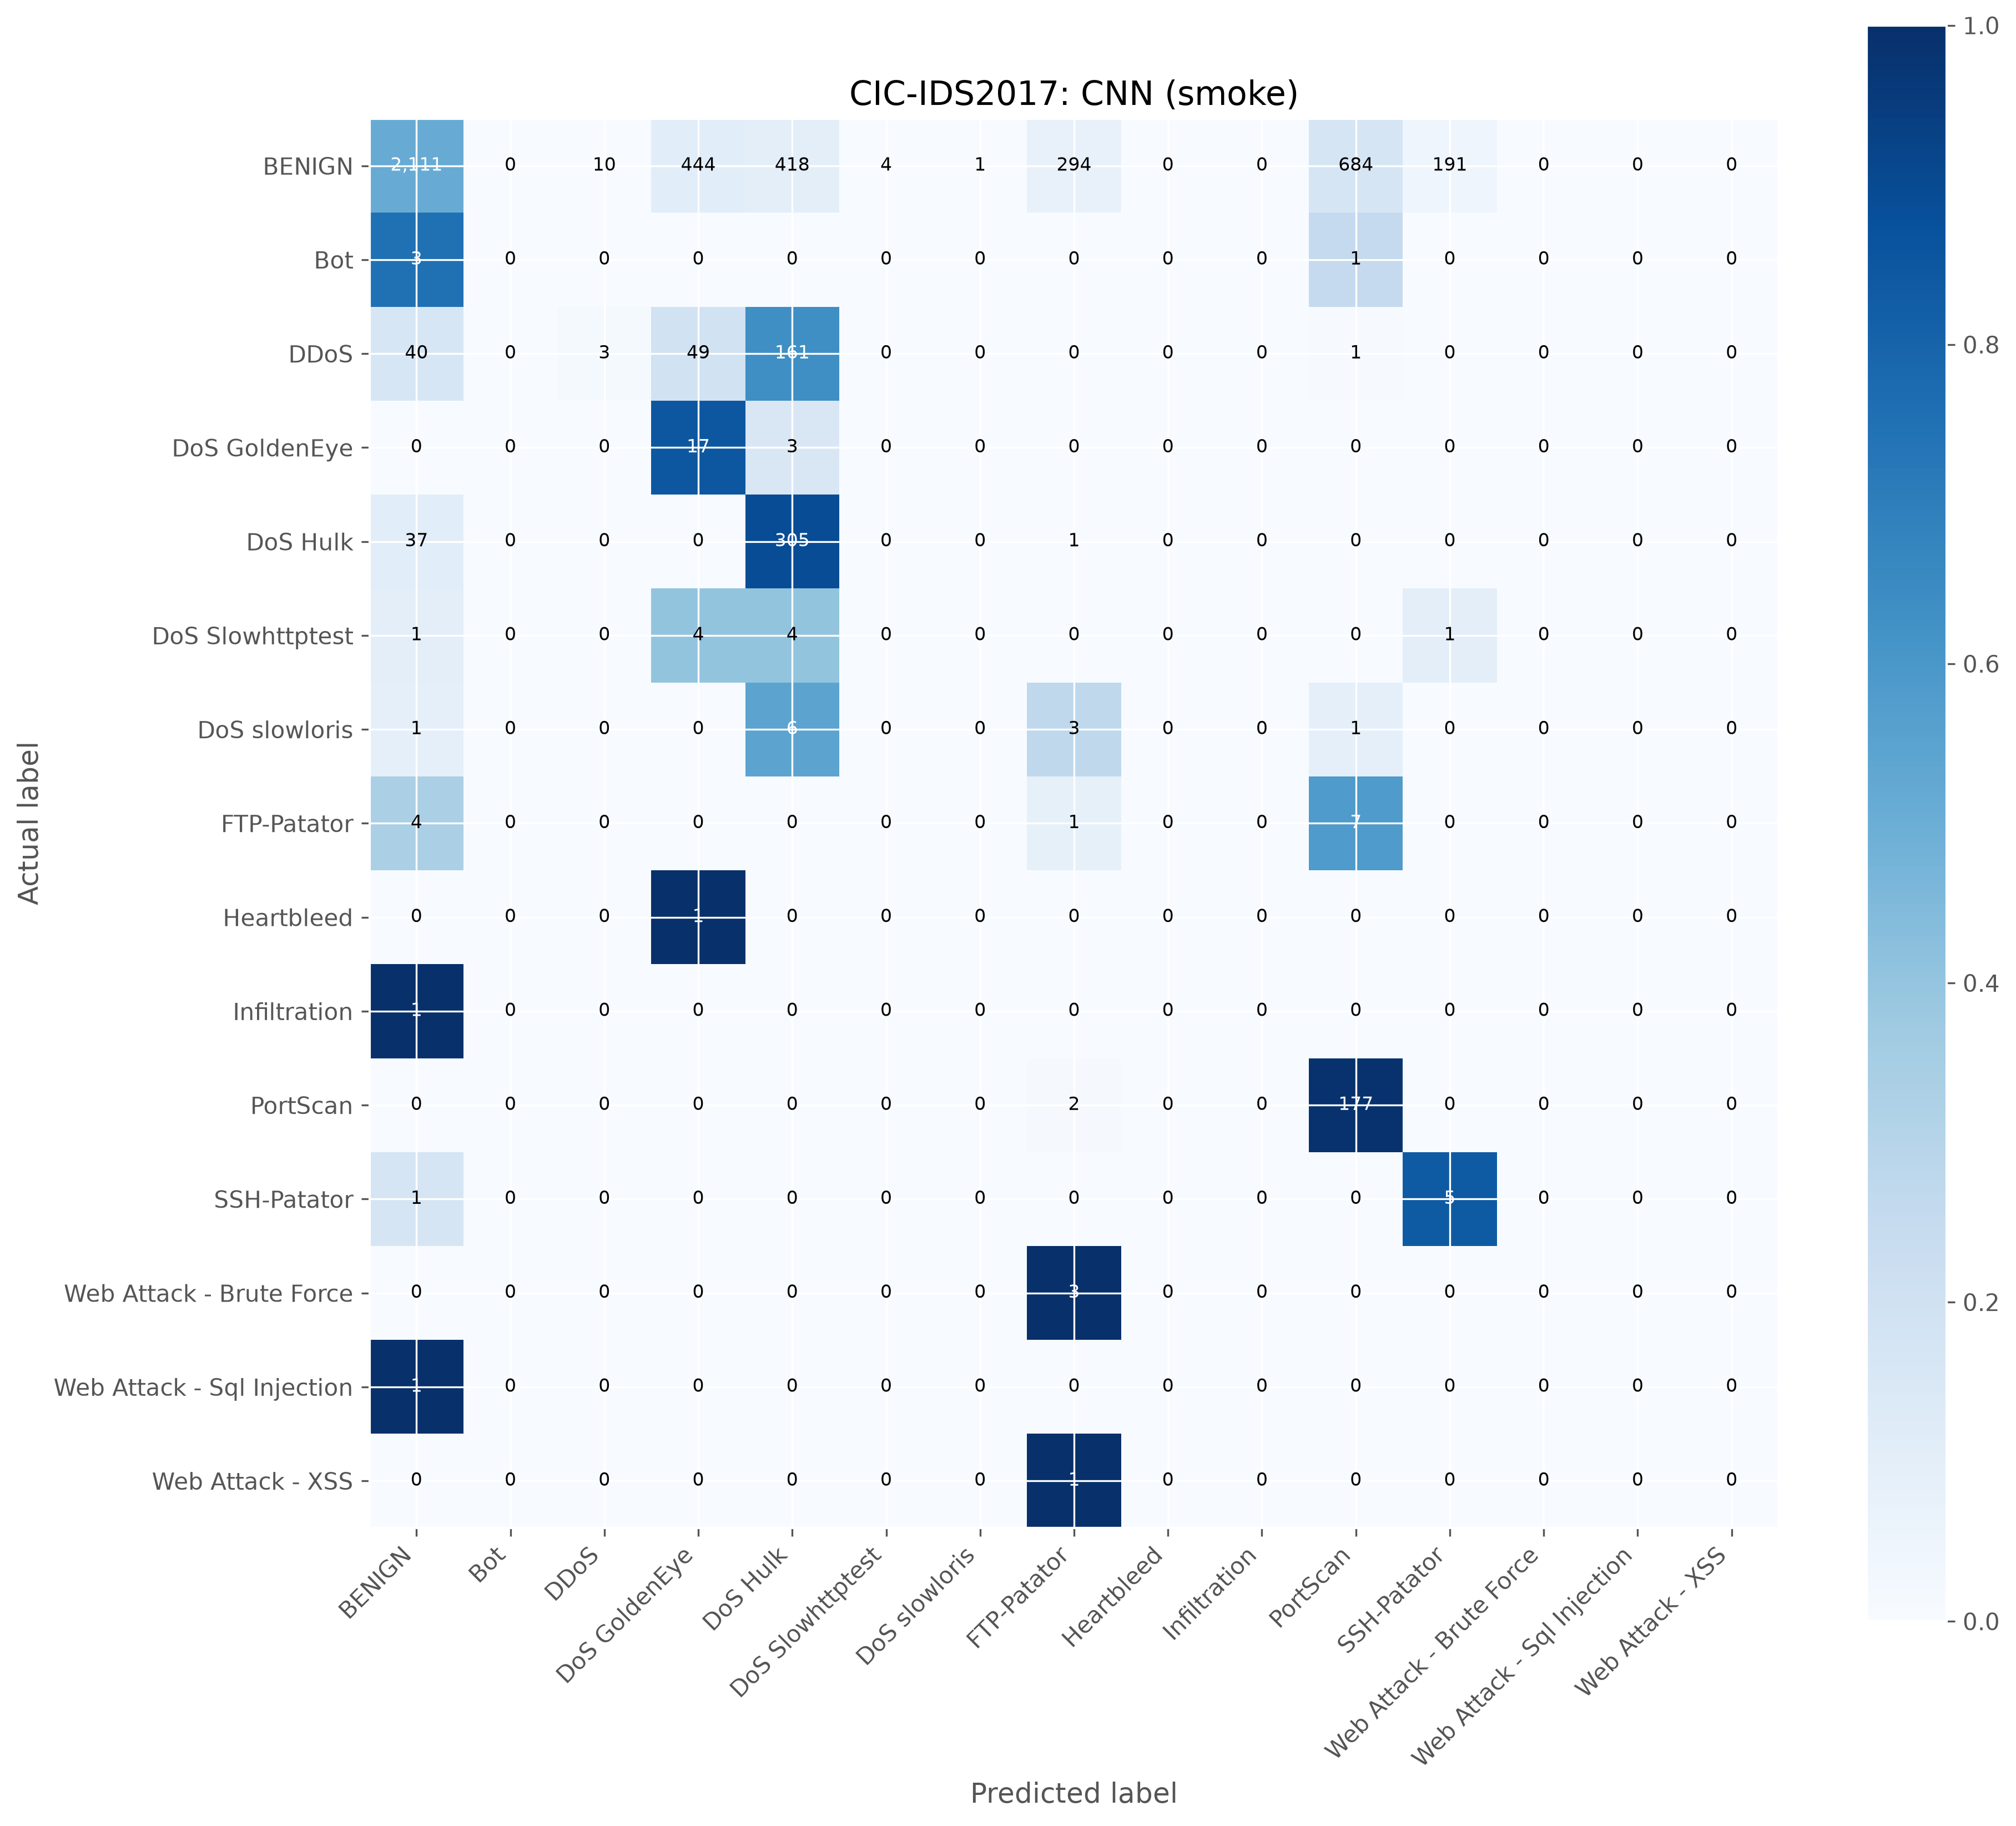 CIC-IDS2017: CNN (smoke)
1.0
0.8
0.6
0.4
0.2
0.0
Actual label
BENIGN 2,111 0 10 444 418 4 1 294 0 0 684 191 0 0 0
Bot 3 0 0 0 0 0 0 0 0 0 1 0 0 0 0
DDoS 40 0 3 49 161 0 0 0 0 0 1 0 0 0 0
DoS GoldenEye 0 0 0 17 3 0 0 0 0 0 0 0 0 0 0
DoS Hulk 37 0 0 0 305 0 0 1 0 0 0 0 0 0 0
DoS Slowhttptest 1 0 0 4 4 0 0 0 0 0 0 1 0 0 0
DoS slowloris 1 0 0 0 6 0 0 3 0 0 1 0 0 0 0
FTP-Patator 4 0 0 0 0 0 0 1 0 0 7 0 0 0 0
Heartbleed 0 0 0 1 0 0 0 0 0 0 0 0 0 0 0
Infiltration 1 0 0 0 0 0 0 0 0 0 0 0 0 0 0
PortScan 0 0 0 0 0 0 0 2 0 0 177 0 0 0 0
SSH-Patator 1 0 0 0 0 0 0 0 0 0 0 5 0 0 0
Web Attack - Brute Force 0 0 0 0 0 0 0 3 0 0 0 0 0 0 0
Web Attack - Sql Injection 1 0 0 0 0 0 0 0 0 0 0 0 0 0 0
Web Attack - XSS 0 0 0 0 0 0 0 1 0 0 0 0 0 0 0
BENIGN
Bot
DDoS
DoS GoldenEye
DoS Hulk
DoS Slowhttptest
DoS slowloris
FTP-Patator
Heartbleed
Infiltration
PortScan
SSH-Patator
Web Attack - Brute Force
Web Attack - Sql Injection
Web Attack - XSS
Predicted label